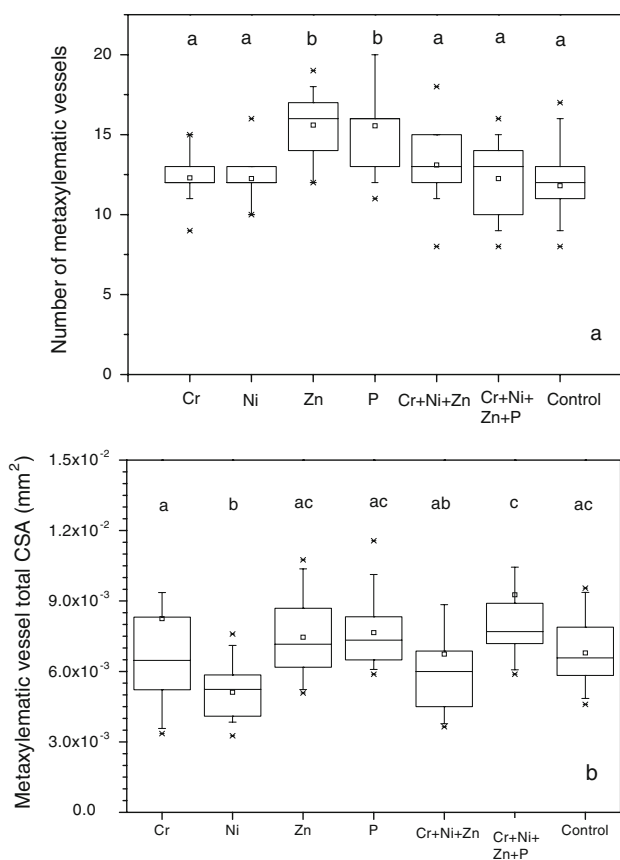 a a b b a a a
20
15
10
5
0
Number of metaxylematic vessels
a
Cr Ni Zn P Cr+Ni+Zn Cr+Ni+ Control
Zn+P
1.5x10⁻²
1.2x10⁻²
9.0x10⁻³
6.0x10⁻³
3.0x10⁻³
0.0
Metaxylematic vessel total CSA (mm²)
a b ac ac ab c ac
b
Cr Ni Zn P Cr+Ni+Zn Cr+Ni+ Control
Zn+P